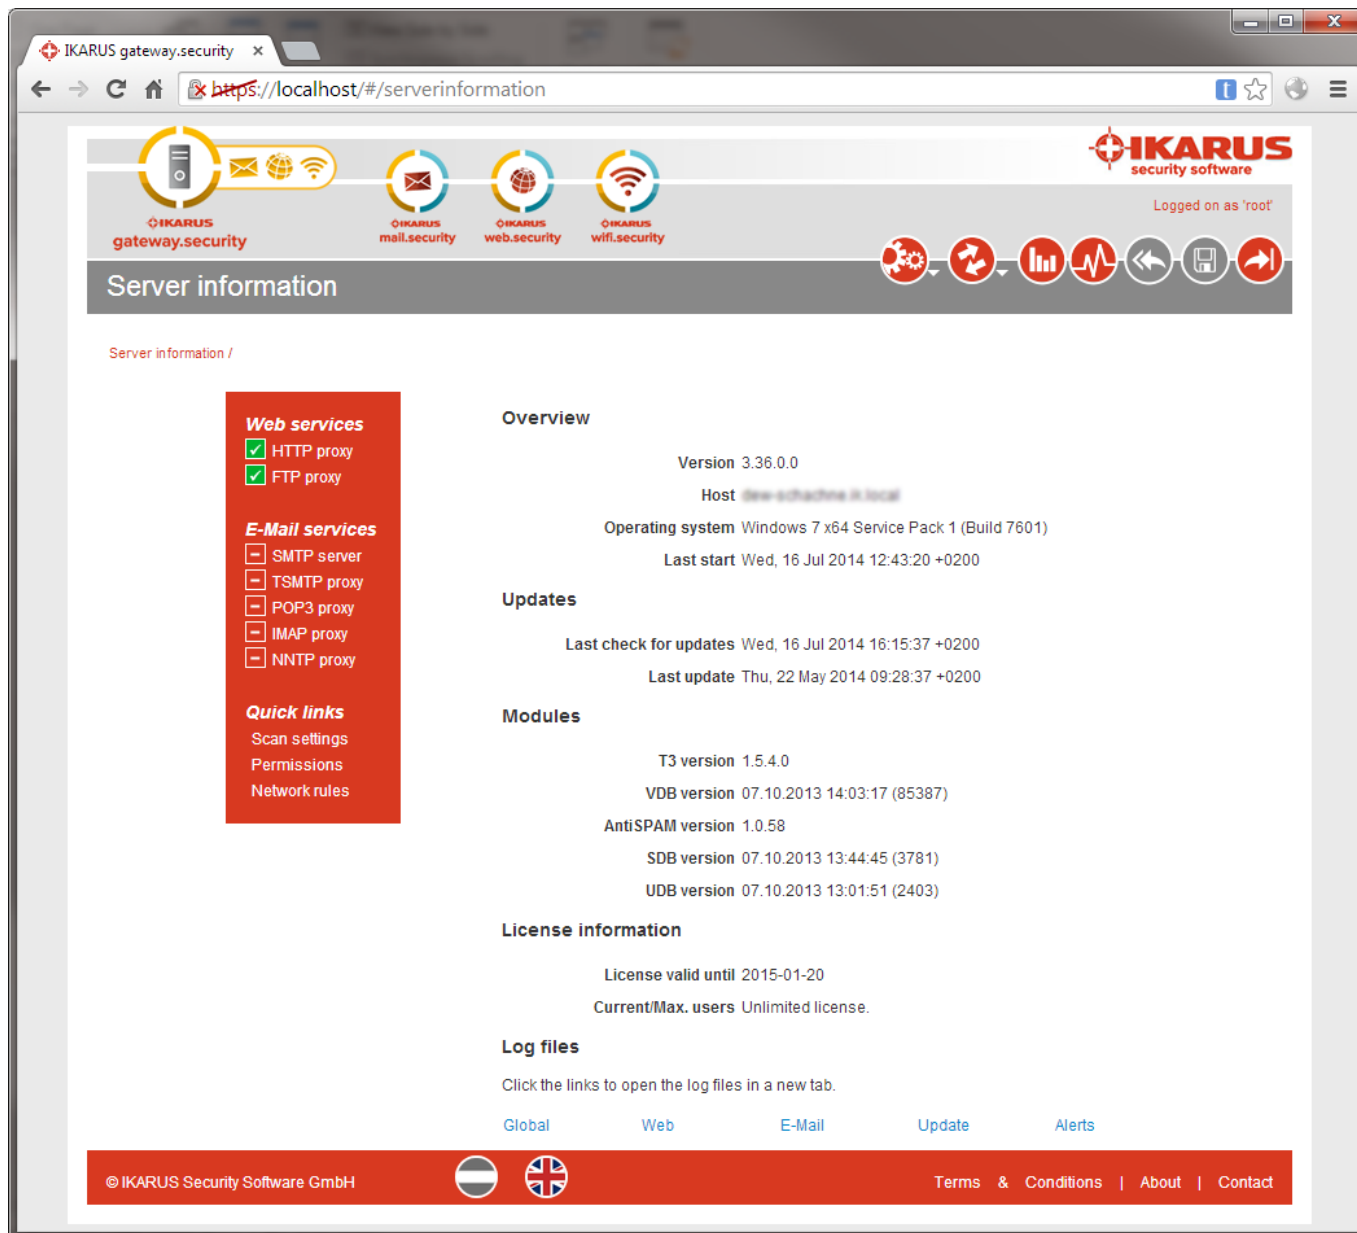 IKARUS gateway.security
https://localhost/#/serverinformation
IKARUS
security software
Logged on as 'root'
IKARUS
gateway.security
IKARUS
mail.security
IKARUS
web.security
IKARUS
wifi.security
Server information
Server information /
Web services
HTTP proxy
FTP proxy
E-Mail services
SMTP server
TSMTP proxy
POP3 proxy
IMAP proxy
NNTP proxy
Quick links
Scan settings
Permissions
Network rules
Overview
Version 3.36.0.0
Host
Operating system Windows 7 x64 Service Pack 1 (Build 7601)
Last start Wed, 16 Jul 2014 12:43:20 +0200
Updates
Last check for updates Wed, 16 Jul 2014 16:15:37 +0200
Last update Thu, 22 May 2014 09:28:37 +0200
Modules
T3 version 1.5.4.0
VDB version 07.10.2013 14:03:17 (85387)
AntiSPAM version 1.0.58
SDB version 07.10.2013 13:44:45 (3781)
UDB version 07.10.2013 13:01:51 (2403)
License information
License valid until 2015-01-20
Current/Max. users Unlimited license.
Log files
Click the links to open the log files in a new tab.
Global Web E-Mail Update Alerts
© IKARUS Security Software GmbH
Terms & Conditions | About | Contact